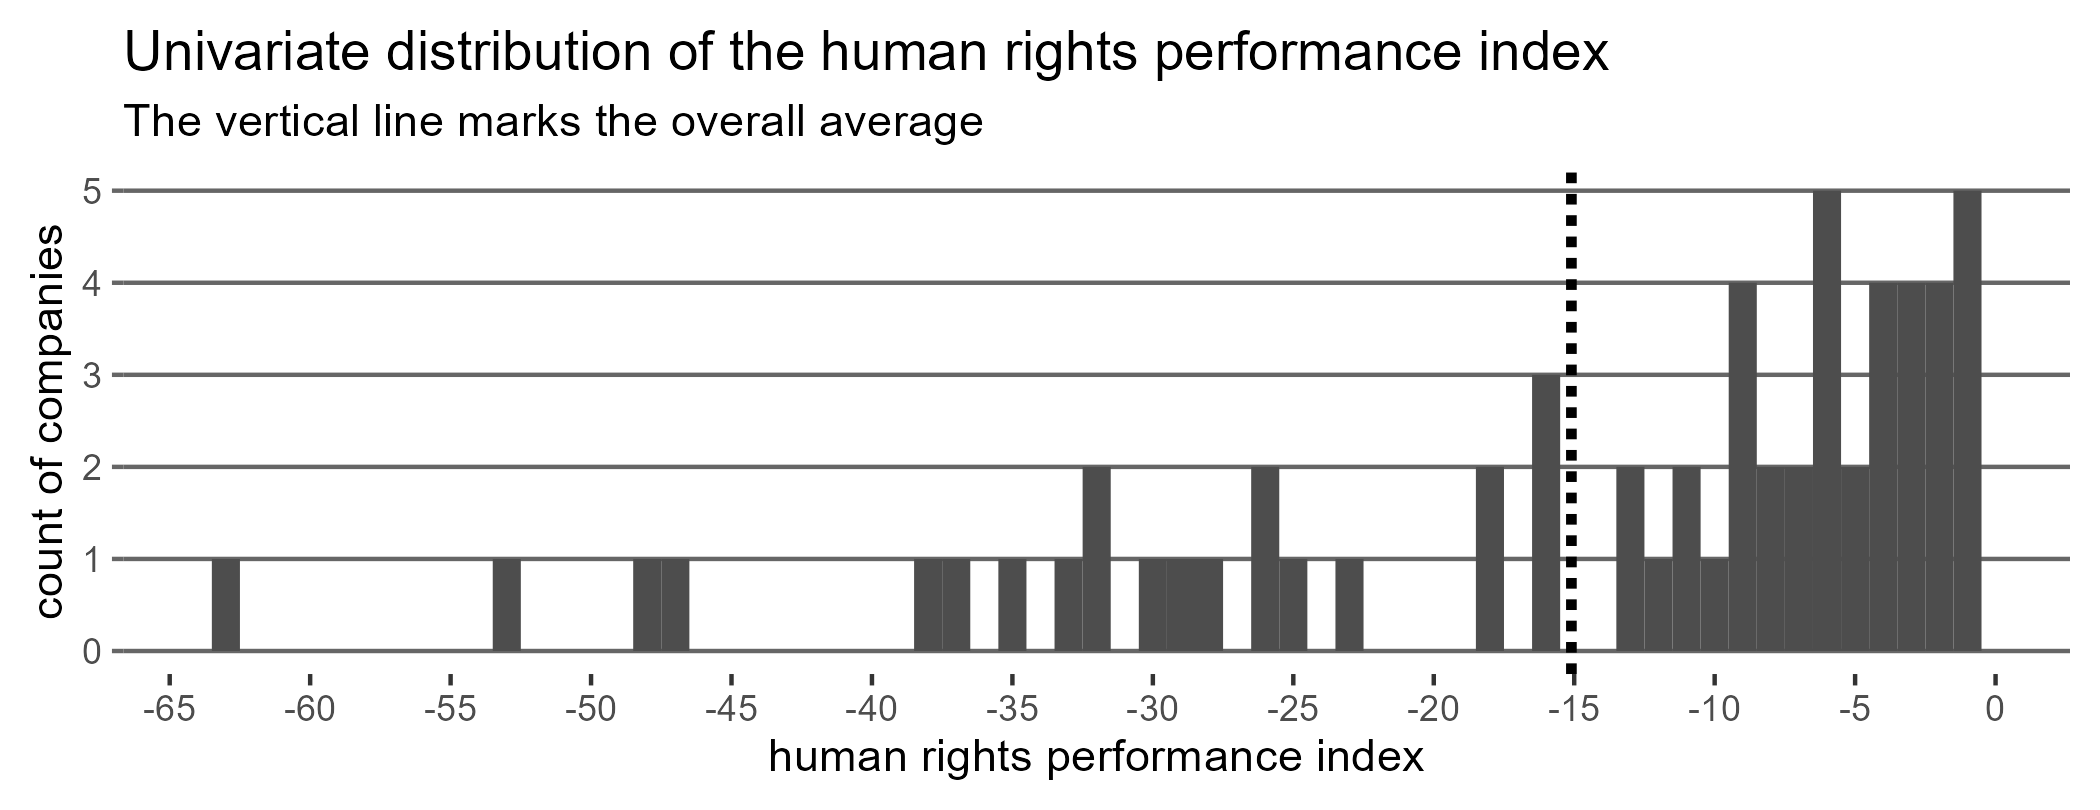 Univariate distribution of the human rights performance index
The vertical line marks the overall average
count of companies
5
4
3
2
1
0
-65 -60 -55 -50 -45 -40 -35 -30 -25 -20 -15 -10 -5 0
human rights performance index